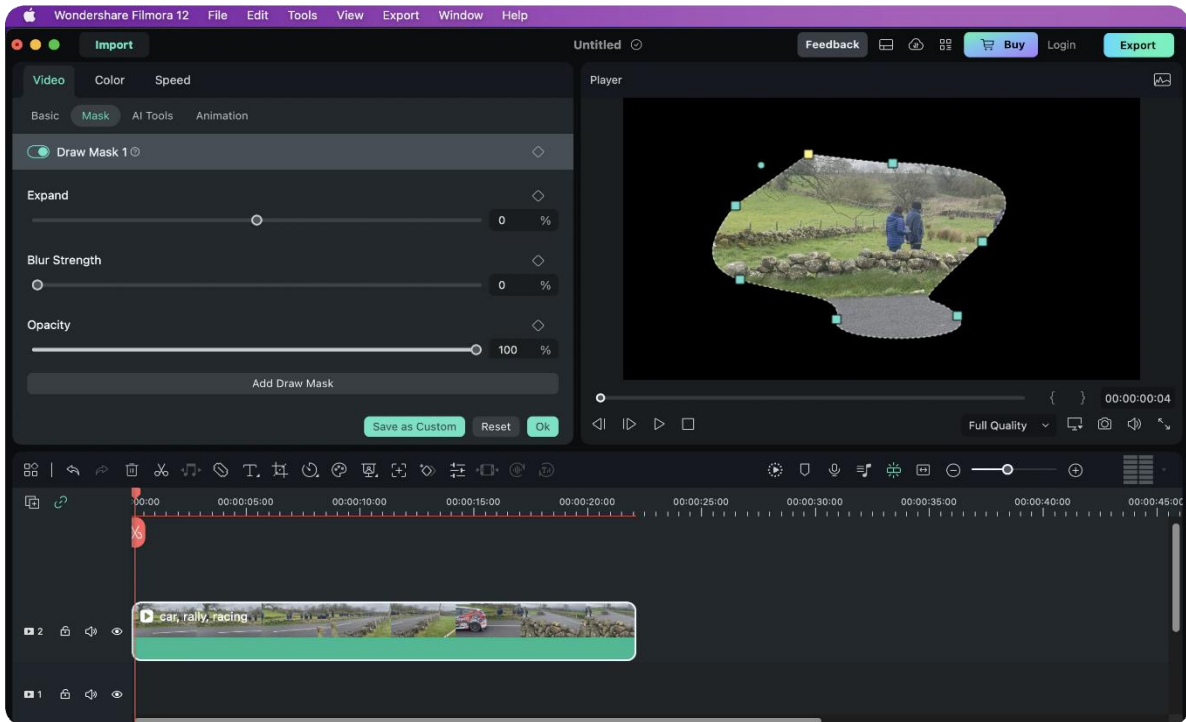 Wondershare Filmora 12 File Edit Tools View Export Window Help
Import Untitled Feedback Buy Login Export
Video Color Speed
Player
Basic Mask AI Tools Animation
Draw Mask 1
Expand
0 %
Blur Strength
0 %
Opacity
100 %
Add Draw Mask
Save as Custom Reset Ok
{ } 00:00:00:04
Full Quality
00:00 00:00:05:00 00:00:10:00 00:00:15:00 00:00:20:00 00:00:25:00 00:00:30:00 00:00:35:00 00:00:40:00 00:00:45:00
car, rally, racing
2
1